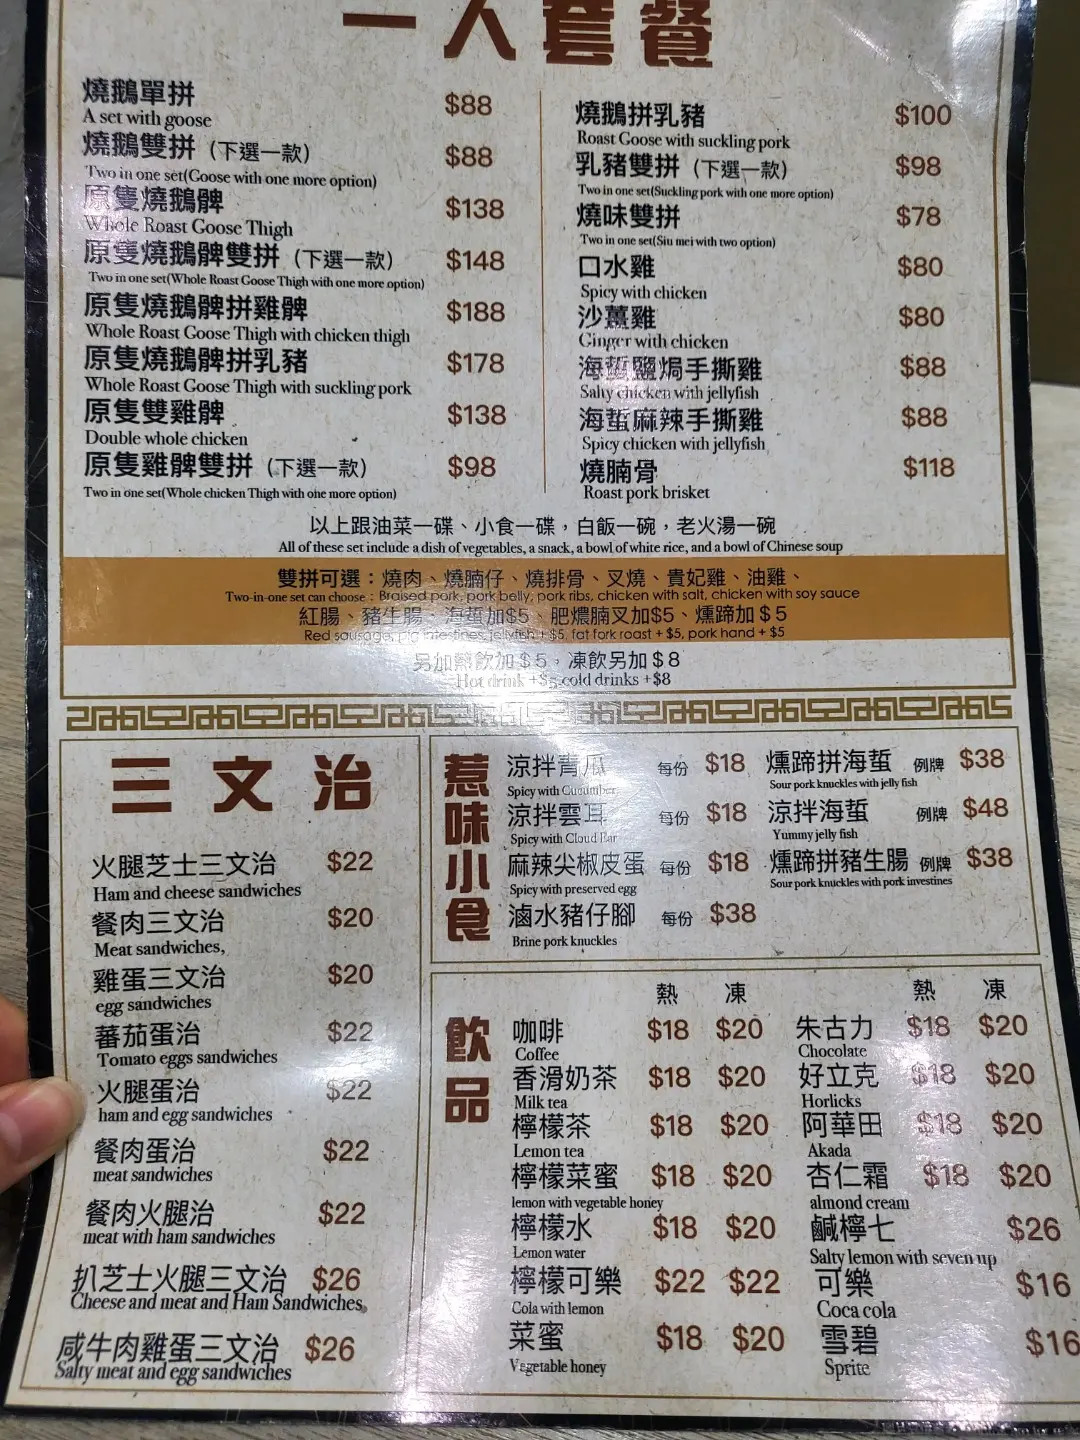 一人套餐
燒鵝單拼 $88
A set with goose
燒鵝雙拼 (下選一款) $88
Two in one set(Goose with one more option)
原隻燒鵝髀 $138
Whole Roast Goose Thigh
原隻燒鵝髀雙拼 (下選一款) $148
Two in one set(Whole Roast Goose Thigh with one more option)
原隻燒鵝髀拼雞髀 $188
Whole Roast Goose Thigh with chicken thigh
原隻燒鵝髀拼乳豬 $178
Whole Roast Goose Thigh with suckling pork
原隻雙雞髀 $138
Double whole chicken
原隻雞髀雙拼 (下選一款) $98
Two in one set(Whole chicken Thigh with one more option)
燒鵝拼乳豬 $100
Roast Goose with suckling pork
乳豬雙拼 (下選一款) $98
Two in one set(Suckling pork with one more option)
燒味雙拼 $78
Two in one set(Siu mei with two option)
口水雞 $80
Spicy with chicken
沙薑雞 $80
Ginger with chicken
海蜇鹽焗手撕雞 $88
Salty chicken with jellyfish
海蜇麻辣手撕雞 $88
Spicy chicken with jellyfish
燒腩骨 $118
Roast pork brisket
以上跟油菜一碟、小食一碟，白飯一碗，老火湯一碗
All of these set include a dish of vegetables, a snack, a bowl of white rice, and a bowl of Chinese soup
雙拼可選：燒肉、燒腩仔、燒排骨、叉燒、貴妃雞、油雞、
Two-in-one set can choose : Braised pork, pork belly, pork ribs, chicken with salt, chicken with soy sauce
紅腸、豬生腸、海蜇加$5、肥燶腩叉加$5、燻蹄加＄5
Red sausage, pig intestines, jellyfish + $5, fat fork roast + $5, pork hand + $5
另加熱飲加＄5，凍飲另加＄8
Hot drink +$5,cold drinks +$8
三文治
火腿芝士三文治 $22
Ham and cheese sandwiches
餐肉三文治 $20
Meat sandwiches,
雞蛋三文治 $20
egg sandwiches
蕃茄蛋治 $22
Tomato eggs sandwiches
火腿蛋治 $22
ham and egg sandwiches
餐肉蛋治 $22
meat sandwiches
餐肉火腿治 $22
meat with ham sandwiches
扒芝士火腿三文治 $26
Cheese and meat and Ham Sandwiches,
咸牛肉雞蛋三文治 $26
Salty meat and egg sandwiches
惹味小食
涼拌青瓜 每份 $18
Spicy with Cucumber
涼拌雲耳 每份 $18
Spicy with Cloud Ear
麻辣尖椒皮蛋 每份 $18
Spicy with preserved egg
滷水豬仔腳 每份 $38
Brine pork knuckles
燻蹄拼海蜇 例牌 $38
Sour pork knuckles with jelly fish
涼拌海蜇 例牌 $48
Yummy jelly fish
燻蹄拼豬生腸 例牌 $38
Sour pork knuckles with pork investines
飲品
熱 凍
咖啡 $18 $20
Coffee
香滑奶茶 $18 $20
Milk tea
檸檬茶 $18 $20
Lemon tea
檸檬菜蜜 $18 $20
lemon with vegetable honey
檸檬水 $18 $20
Lemon water
檸檬可樂 $22 $22
Cola with lemon
菜蜜 $18 $20
Vegetable honey
熱 凍
朱古力 $18 $20
Chocolate
好立克 $18 $20
Horlicks
阿華田 $18 $20
Akada
杏仁霜 $18 $20
almond cream
鹹檸七 $26
Salty lemon with seven up
可樂 $16
Coca cola
雪碧 $16
Sprite